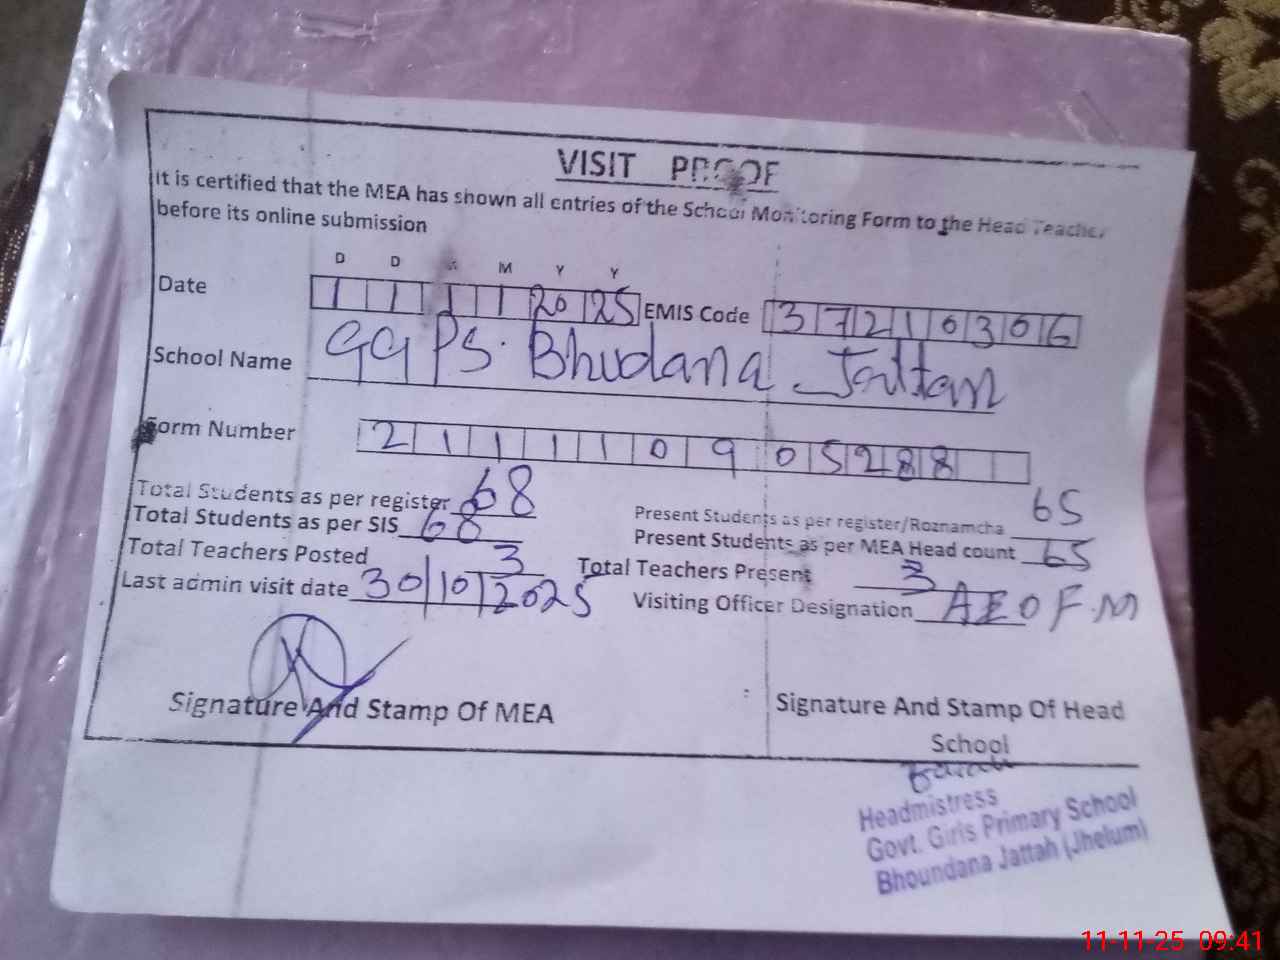 VISIT PROOF
It is certified that the MEA has shown all entries of the School Monitoring Form to the Head Teacher
before its online submission
D D M M Y Y
Date 1 1 1 1 20 25 EMIS Code 3 7 2 1 0 3 0 6
School Name GGPS. Bhudana Jattan
Form Number 2 1 1 1 1 0 9 0 5 2 8 8
Total Students as per register 68 Present Students as per register/Roznamcha 65
Total Students as per SIS 68 Present Students as per MEA Head count 65
Total Teachers Posted 3 Total Teachers Present 3
Last admin visit date 30/10/2025 Visiting Officer Designation AEO F.M
Signature And Stamp Of MEA Signature And Stamp Of Head
School
Headmistress
Govt. Girls Primary School
Bhoundana Jattah (Jhelum)
11-11-25 09:41